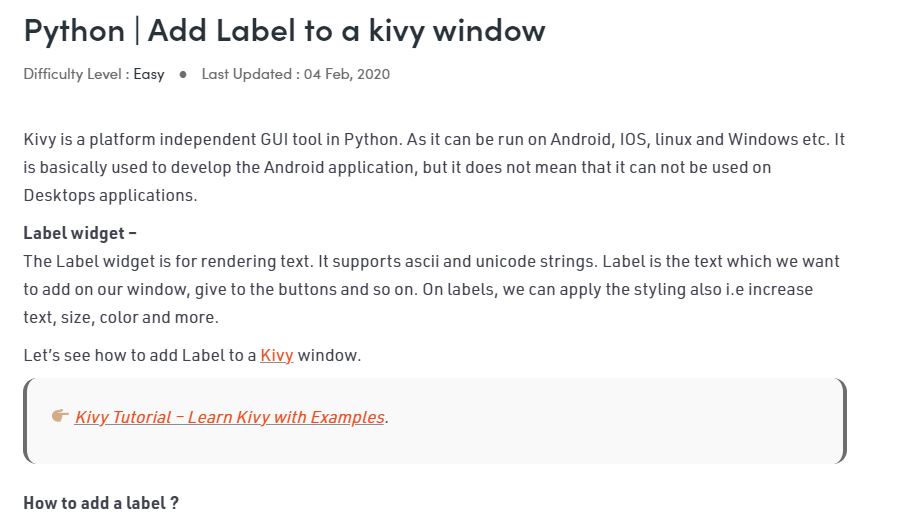 Python | Add Label to a kivy window
Difficulty Level : Easy ● Last Updated : 04 Feb, 2020
Kivy is a platform independent GUI tool in Python. As it can be run on Android, IOS, linux and Windows etc. It
is basically used to develop the Android application, but it does not mean that it can not be used on
Desktops applications.
Label widget –
The Label widget is for rendering text. It supports ascii and unicode strings. Label is the text which we want
to add on our window, give to the buttons and so on. On labels, we can apply the styling also i.e increase
text, size, color and more.
Let’s see how to add Label to a Kivy window.
Kivy Tutorial – Learn Kivy with Examples.
How to add a label ?